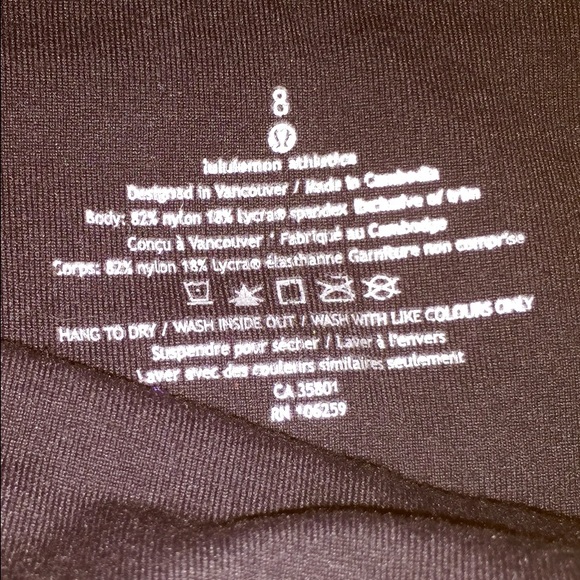 8
lululemon athletica
Designed in Vancouver / Made in Cambodia
Body: 82% nylon 18% lycra® spandex Exclusive of trim
Conçu à Vancouver / Fabriqué au Cambodge
Corps: 82% nylon 18% Lycra® élasthanne Garniture non comprise
HANG TO DRY / WASH INSIDE OUT / WASH WITH LIKE COLOURS ONLY
Suspendre pour sécher / Laver à l'envers
Laver avec des couleurs similaires seulement
CA 35801
RN 106259